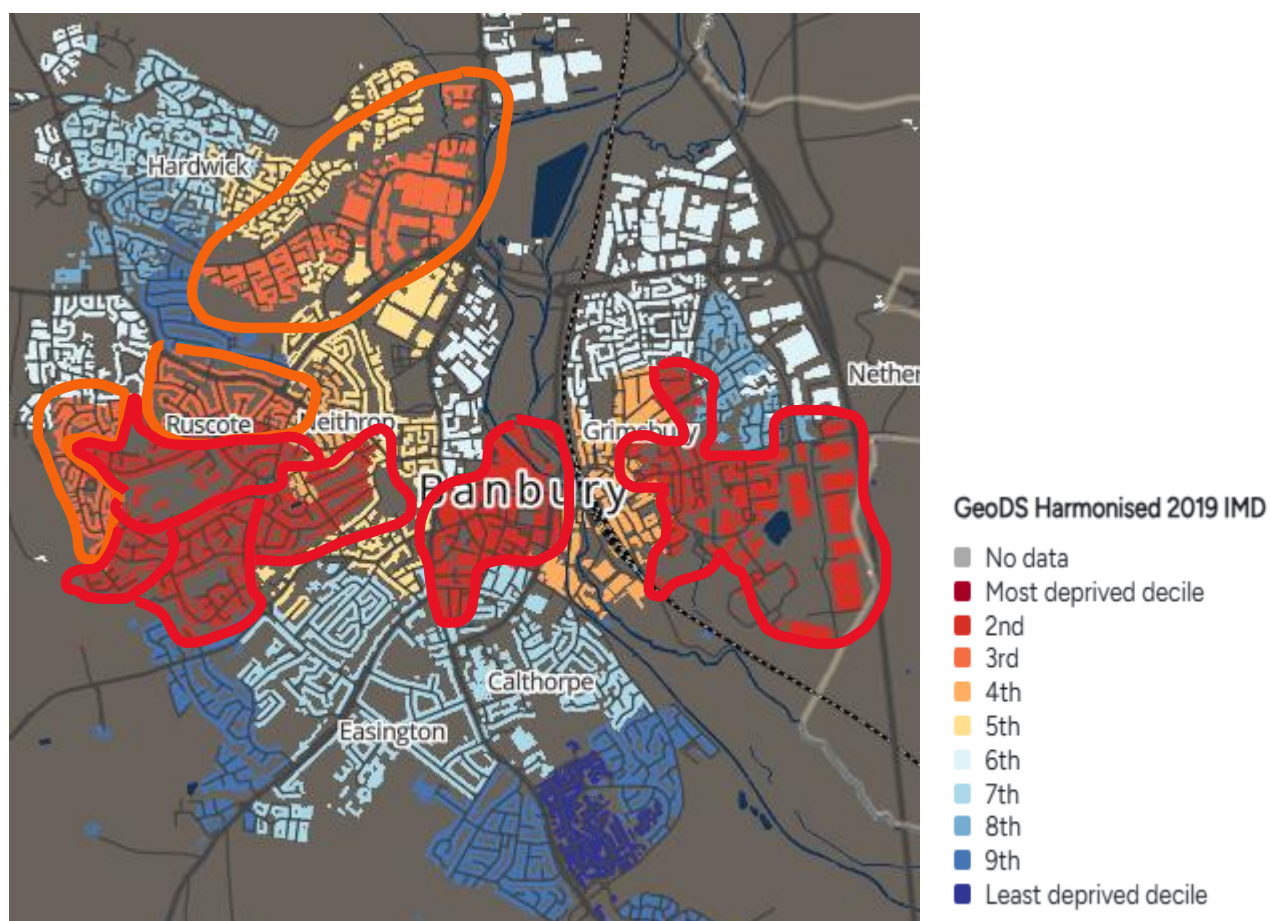 Hardwick
Nether
Ruscote
Neithrop
Grimsbury
Banbury
Calthorpe
Easington
GeoDS Harmonised 2019 IMD
No data
Most deprived decile
2nd
3rd
4th
5th
6th
7th
8th
9th
Least deprived decile